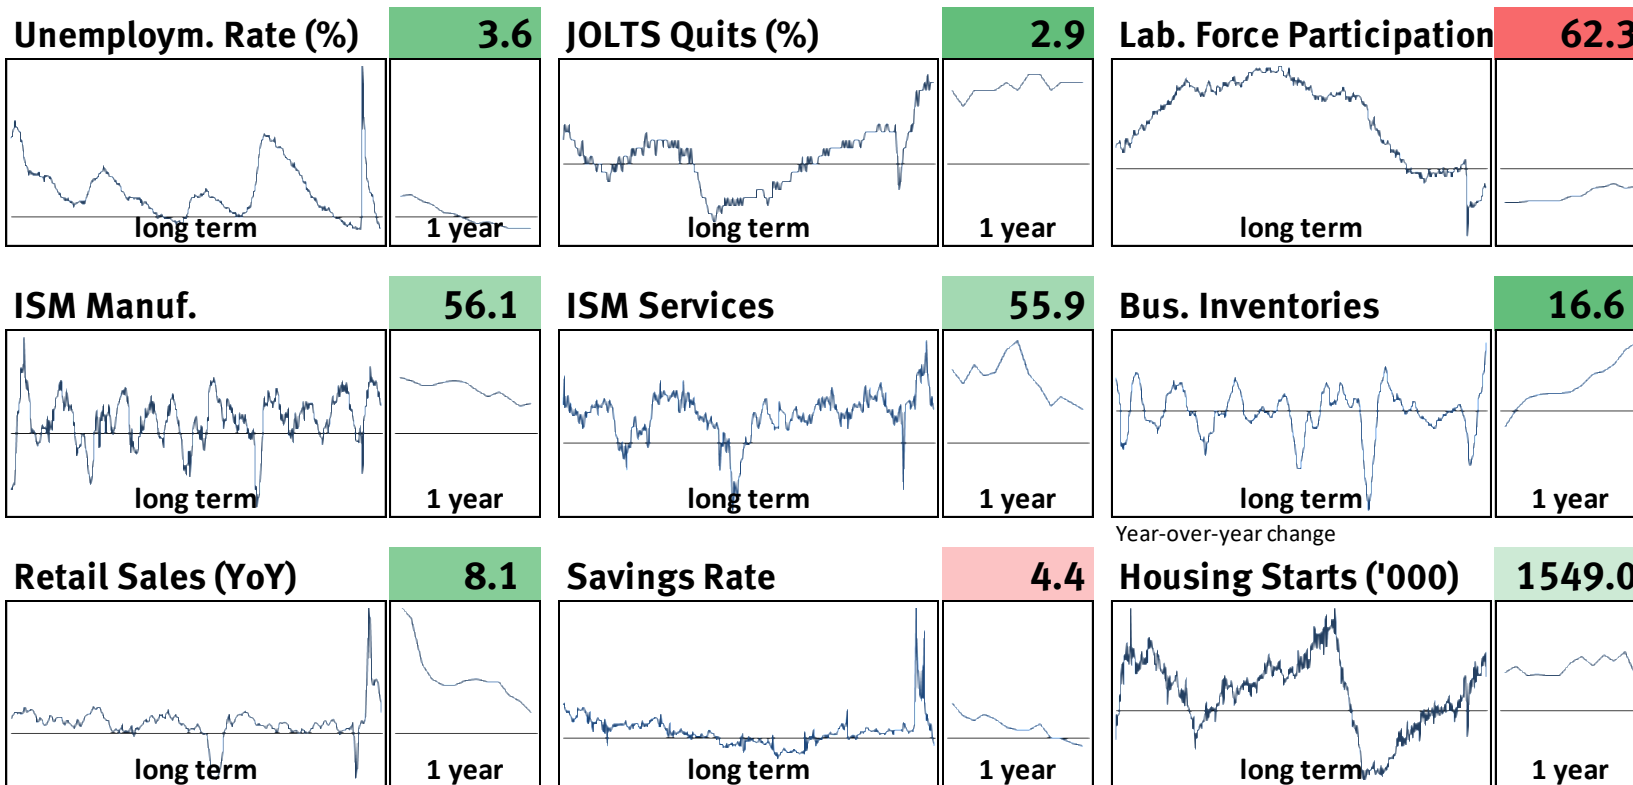 Unemploym. Rate (%) 3.6 JOLTS Quits (%) 2.9 Lab. Force Participation 62.3
long term 1 year long term 1 year long term
ISM Manuf. 56.1 ISM Services 55.9 Bus. Inventories 16.6
long term 1 year long term 1 year long term 1 year
Year-over-year change
Retail Sales (YoY) 8.1 Savings Rate 4.4 Housing Starts ('000) 1549.0
long term 1 year long term 1 year long term 1 year